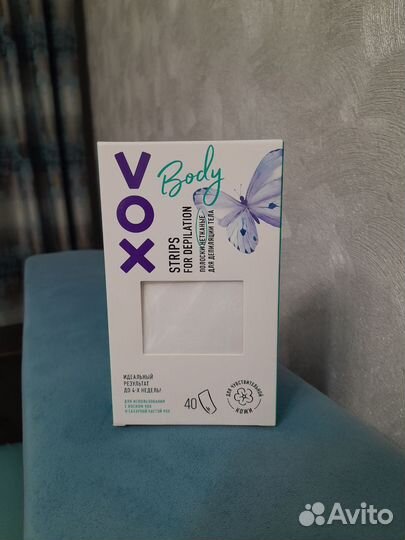 VOX
Body
STRIPS
FOR DEPILATION
ПОЛОСКИ НЕТКАНЫЕ
ДЛЯ ДЕПИЛЯЦИИ ТЕЛА
ИДЕАЛЬНЫЙ
РЕЗУЛЬТАТ
ДО 4-Х НЕДЕЛЬ!
ДЛЯ ИСПОЛЬЗОВАНИЯ
С ВОСКОМ VOX
И САХАРНОЙ ПАСТОЙ VOX
40
ДЛЯ ЧУВСТВИТЕЛЬНОЙ
КОЖИ
Avito